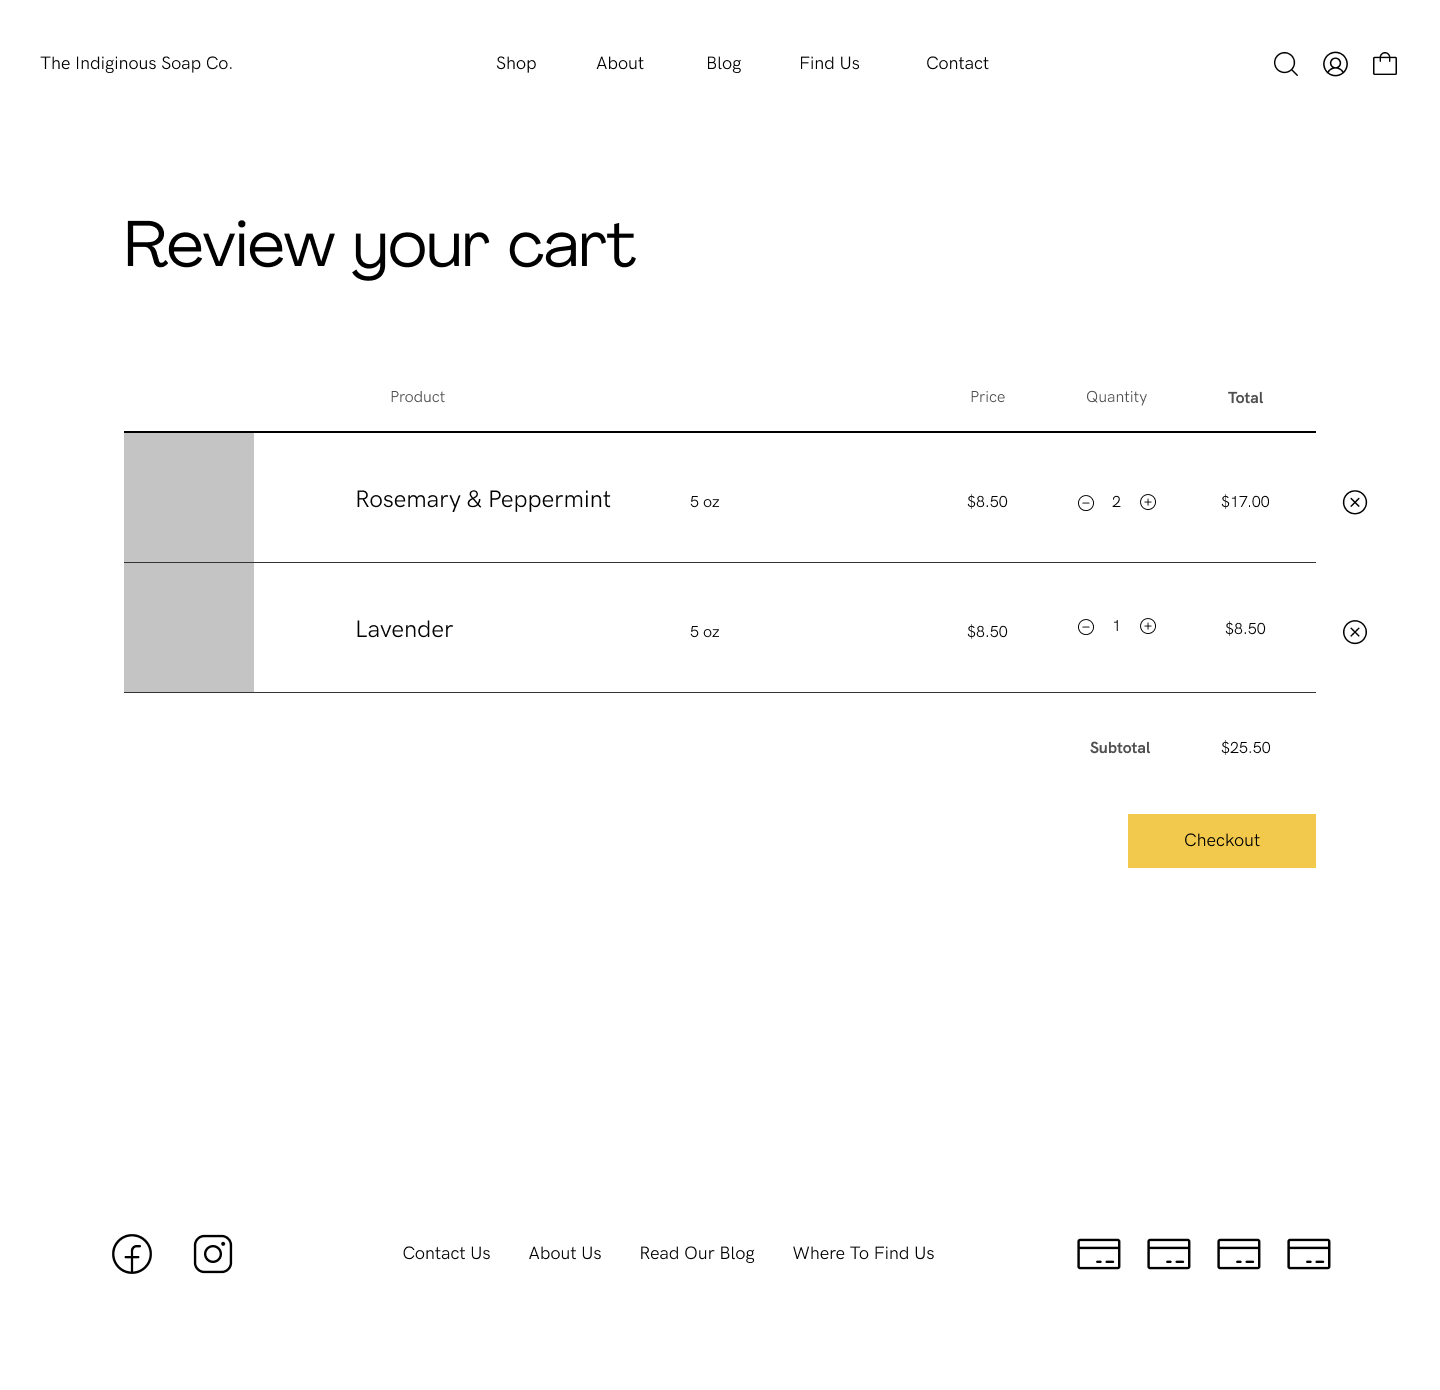 The Indiginous Soap Co. Shop About Blog Find Us Contact
Review your cart
Product Price Quantity Total
Rosemary & Peppermint 5 oz $8.50 2 $17.00
Lavender 5 oz $8.50 1 $8.50
Subtotal $25.50
Checkout
Contact Us About Us Read Our Blog Where To Find Us